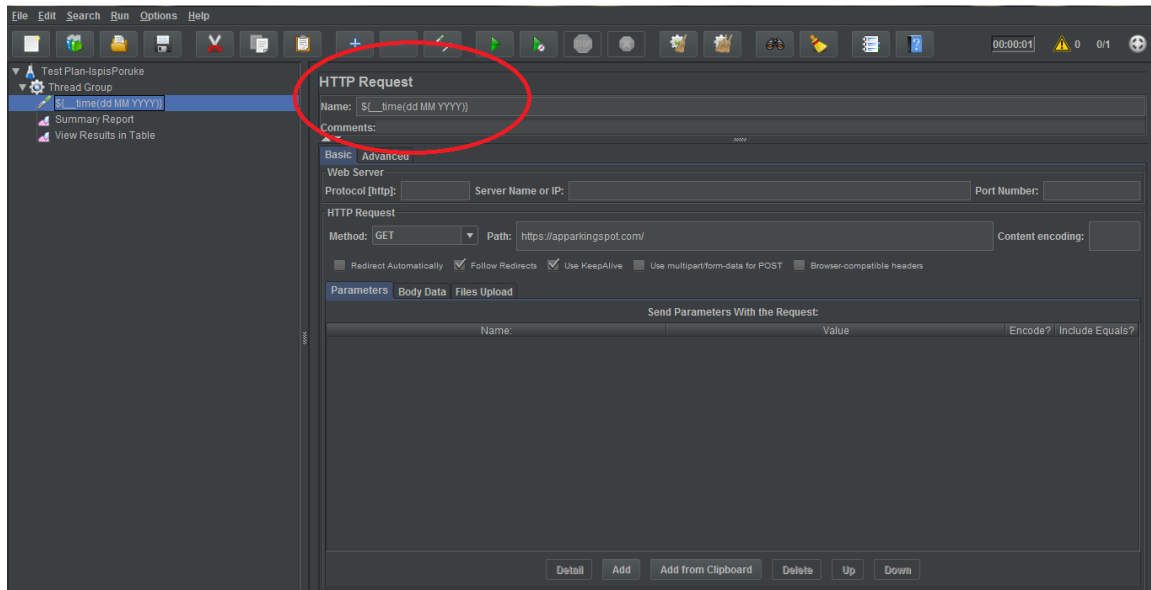 File Edit Search Run Options Help
00:00:01 0 0/1
Test Plan-IspisPoruke
Thread Group
${__time(dd MM YYYY)}
Summary Report
View Results in Table
HTTP Request
Name: ${__time(dd MM YYYY)}
Comments:
Basic Advanced
Web Server
Protocol [http]: Server Name or IP: Port Number:
HTTP Request
Method: GET Path: https://apparkingspot.com/ Content encoding:
Redirect Automatically Follow Redirects Use KeepAlive Use multipart/form-data for POST Browser-compatible headers
Parameters Body Data Files Upload
Send Parameters With the Request:
Name: Value Encode? Include Equals?
Detail Add Add from Clipboard Delete Up Down